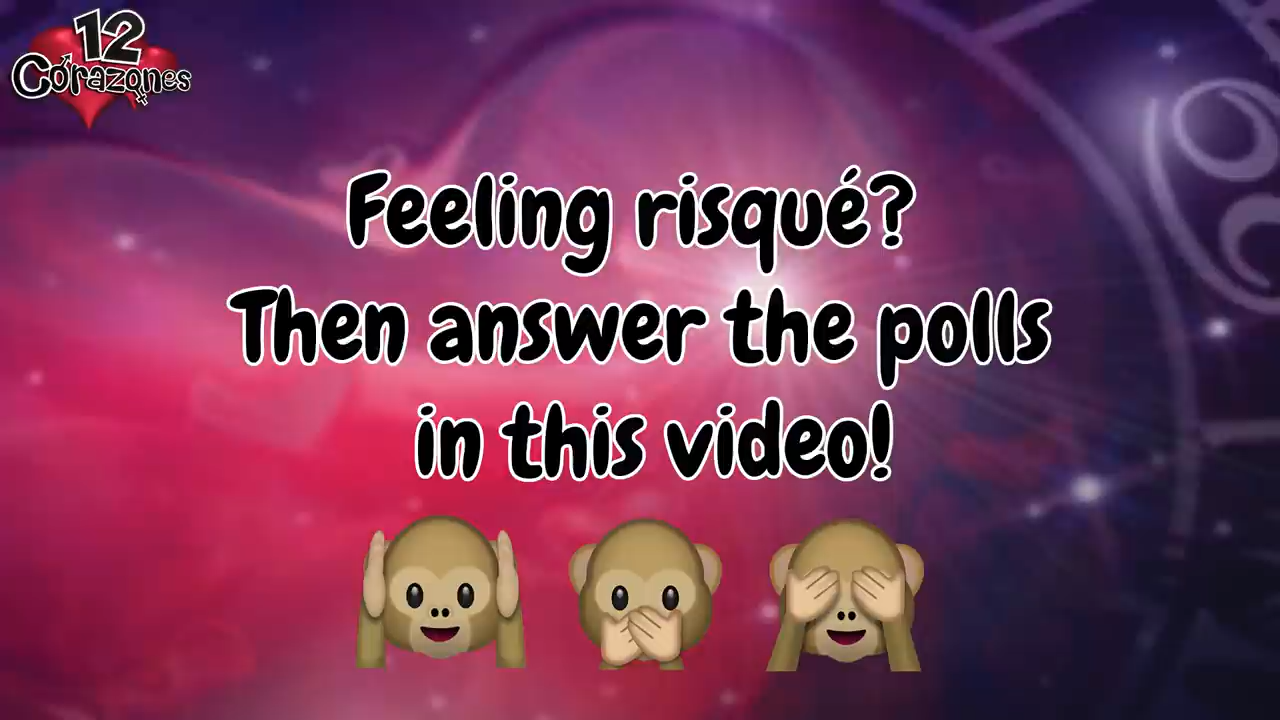 12
Corazones
Feeling risqué?
Then answer the polls
in this video!